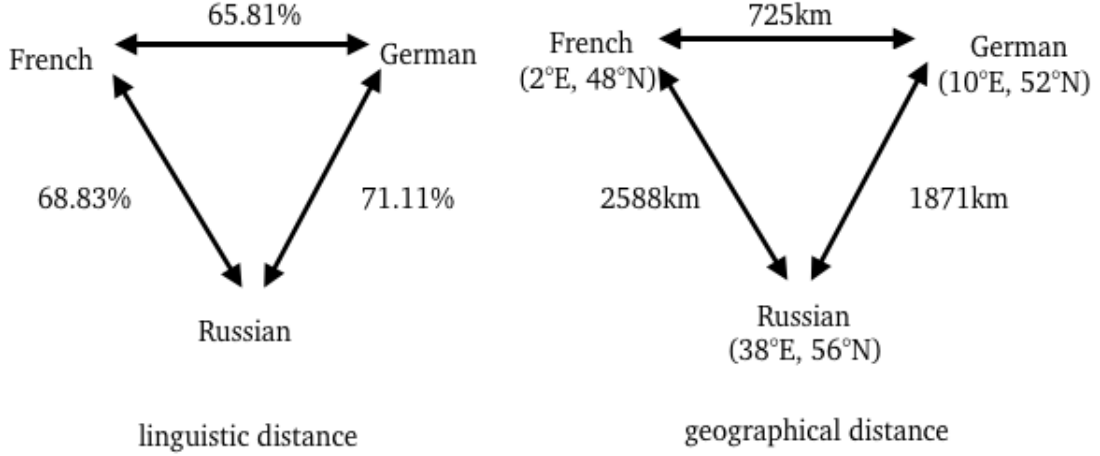 65.81%
French
German
68.83%
71.11%
Russian
linguistic distance
725km
French
(2°E, 48°N)
German
(10°E, 52°N)
2588km
1871km
Russian
(38°E, 56°N)
geographical distance